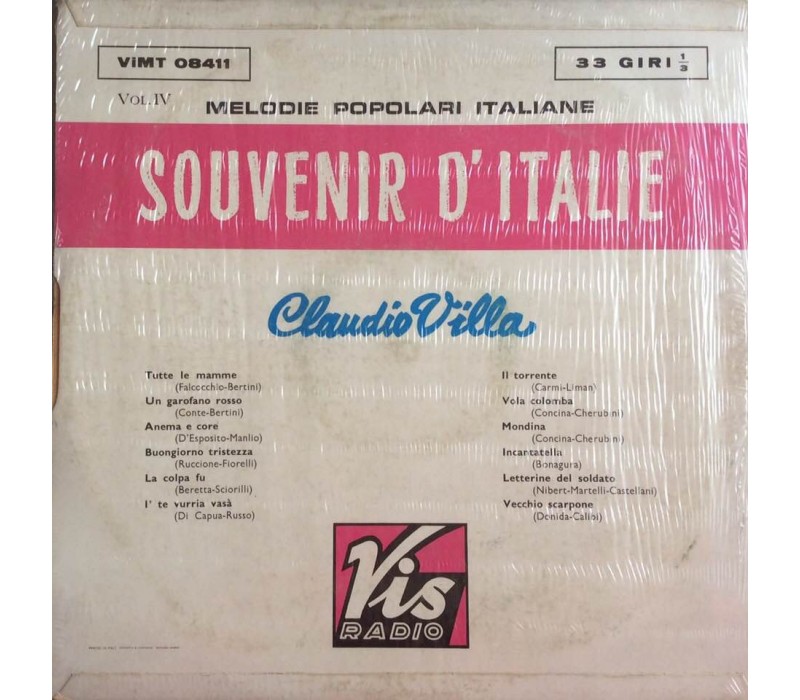 ViMT 08411
33 GIRI 1/3
VOL. IV
MELODIE POPOLARI ITALIANE
SOUVENIR D'ITALIE
Claudio Villa
Tutte le mamme
(Falcocchio-Bertini)
Un garofano rosso
(Conte-Bertini)
Anema e core
(D'Esposito-Manlio)
Buongiorno tristezza
(Ruccione-Fiorelli)
La colpa fu
(Beretta-Sciorilli)
I' te vurria vasà
(Di Capua-Russo)
Il torrente
(Carmi-Liman)
Vola colomba
(Concina-Cherubini)
Mondina
(Concina-Cherubini)
Incantatella
(Bonagura)
Letterine del soldato
(Nibert-Martelli-Castellani)
Vecchio scarpone
(Donida-Calibi)
Vis
RADIO